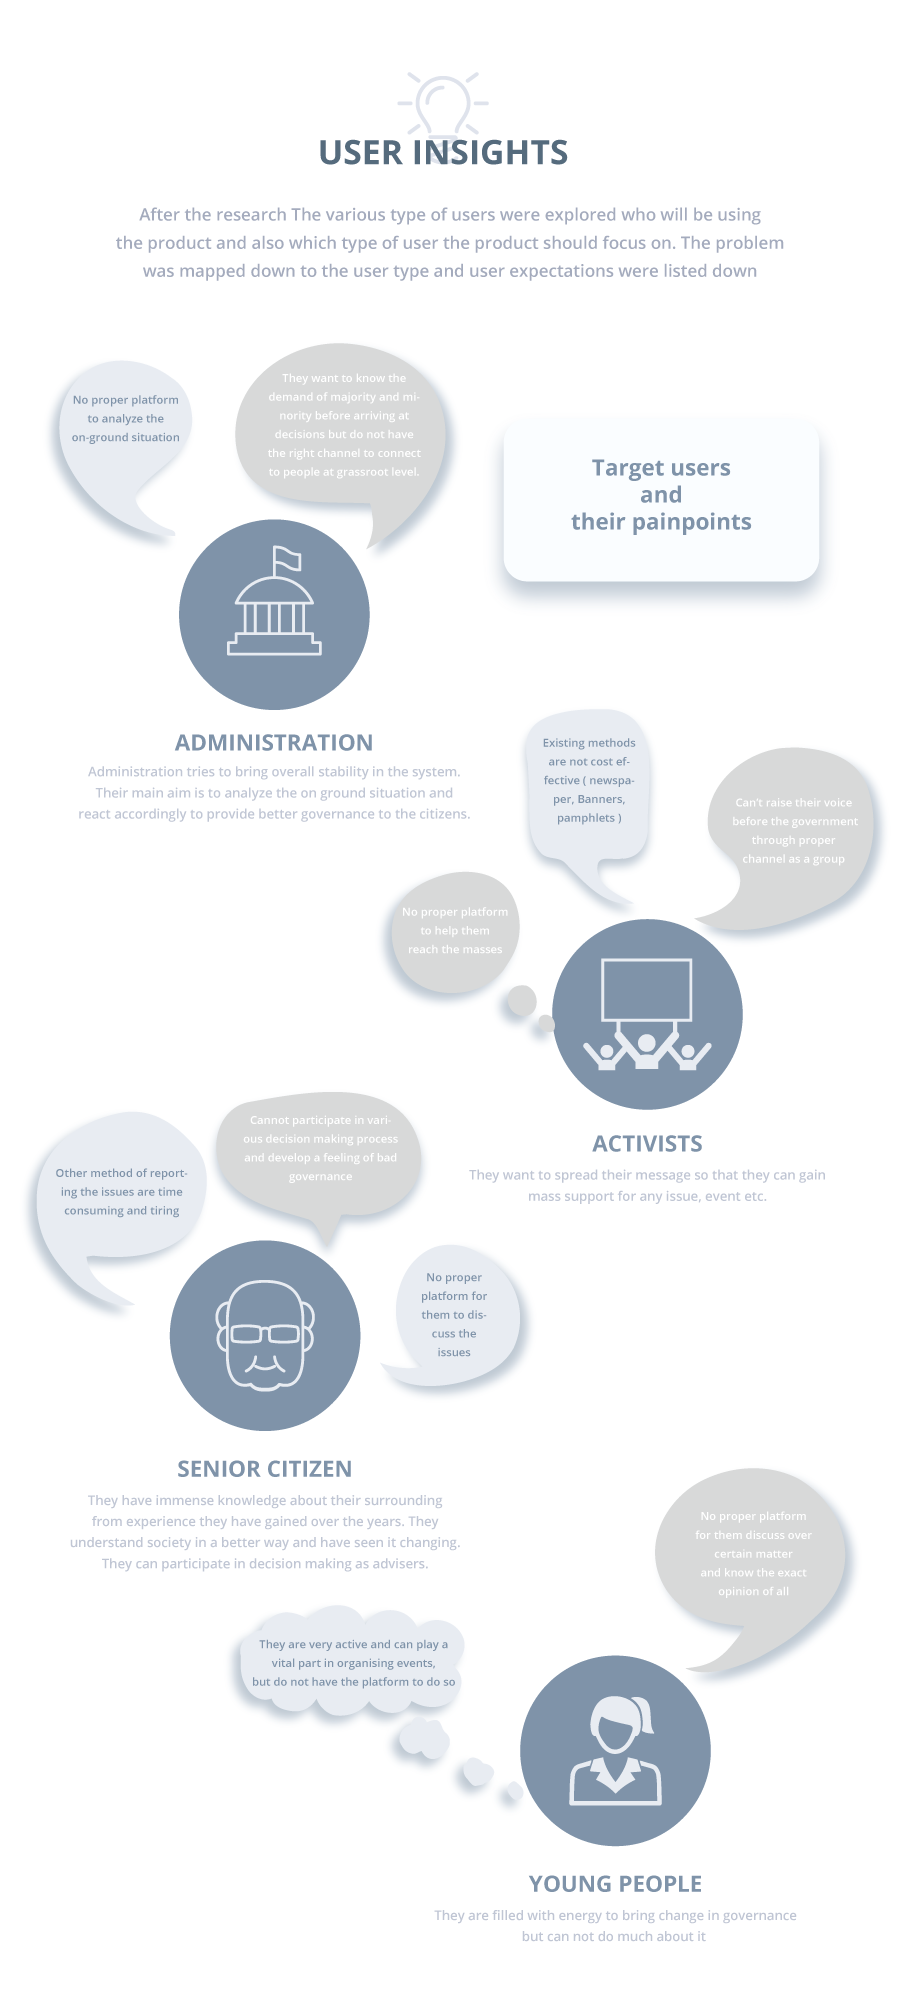 USER INSIGHTS
After the research The various type of users were explored who will be using
the product and also which type of user the product should focus on. The problem
was mapped down to the user type and user expectations were listed down
No proper platform
to analyze the
on-ground situation
They want to know the
demand of majority and mi-
nority before arriving at
decisions but do not have
the right channel to connect
to people at grassroot level.
Target users
and
their painpoints
ADMINISTRATION
Administration tries to bring overall stability in the system.
Their main aim is to analyze the on ground situation and
react accordingly to provide better governance to the citizens.
Existing methods
are not cost ef-
fective ( newspa-
per, Banners,
pamphlets )
Can't raise their voice
before the government
through proper
channel as a group
No proper platform
to help them
reach the masses
ACTIVISTS
They want to spread their message so that they can gain
mass support for any issue, event etc.
Other method of report-
ing the issues are time
consuming and tiring
Cannot participate in vari-
ous decision making process
and develop a feeling of bad
governance
No proper
platform for
them to dis-
cuss the
issues
SENIOR CITIZEN
They have immense knowledge about their surrounding
from experience they have gained over the years. They
understand society in a better way and have seen it changing.
They can participate in decision making as advisers.
No proper platform
for them discuss over
certain matter
and know the exact
opinion of all
They are very active and can play a
vital part in organising events,
but do not have the platform to do so
YOUNG PEOPLE
They are filled with energy to bring change in governance
but can not do much about it